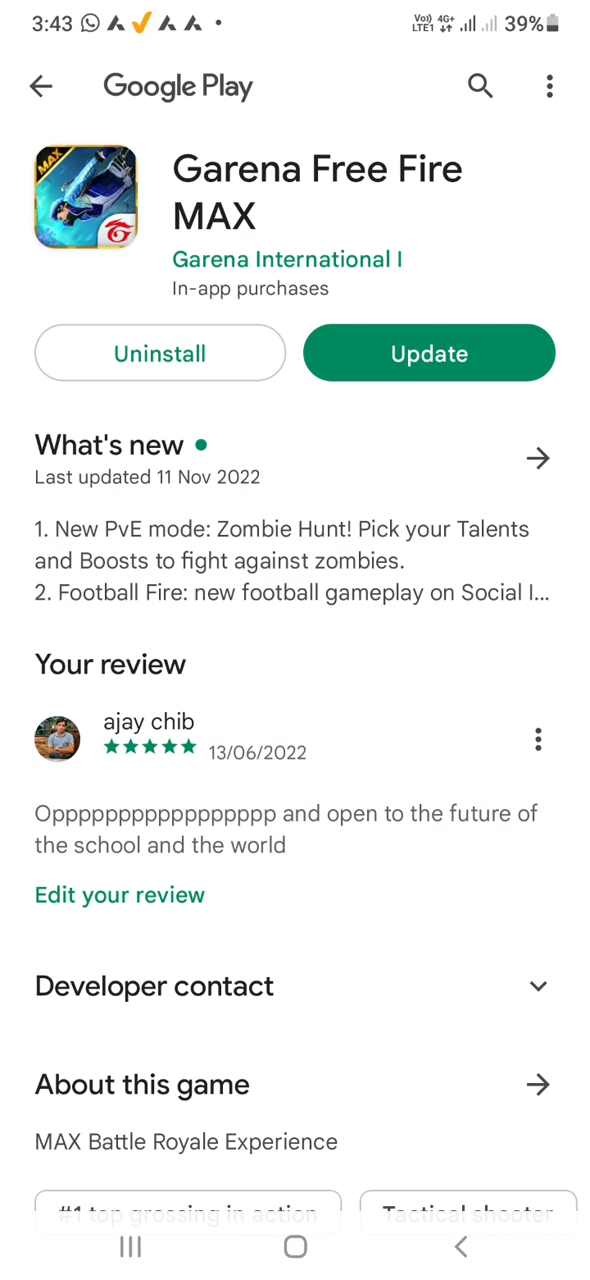 3:43
Vo)) 4G+
LTE1
39%
Google Play
MAX
Garena Free Fire
MAX
Garena International I
In-app purchases
Uninstall
Update
What's new
Last updated 11 Nov 2022
1. New PvE mode: Zombie Hunt! Pick your Talents
and Boosts to fight against zombies.
2. Football Fire: new football gameplay on Social I...
Your review
ajay chib
13/06/2022
Opppppppppppppppp and open to the future of
the school and the world
Edit your review
Developer contact
About this game
MAX Battle Royale Experience
#1 top grossing in action
Tactical shooter